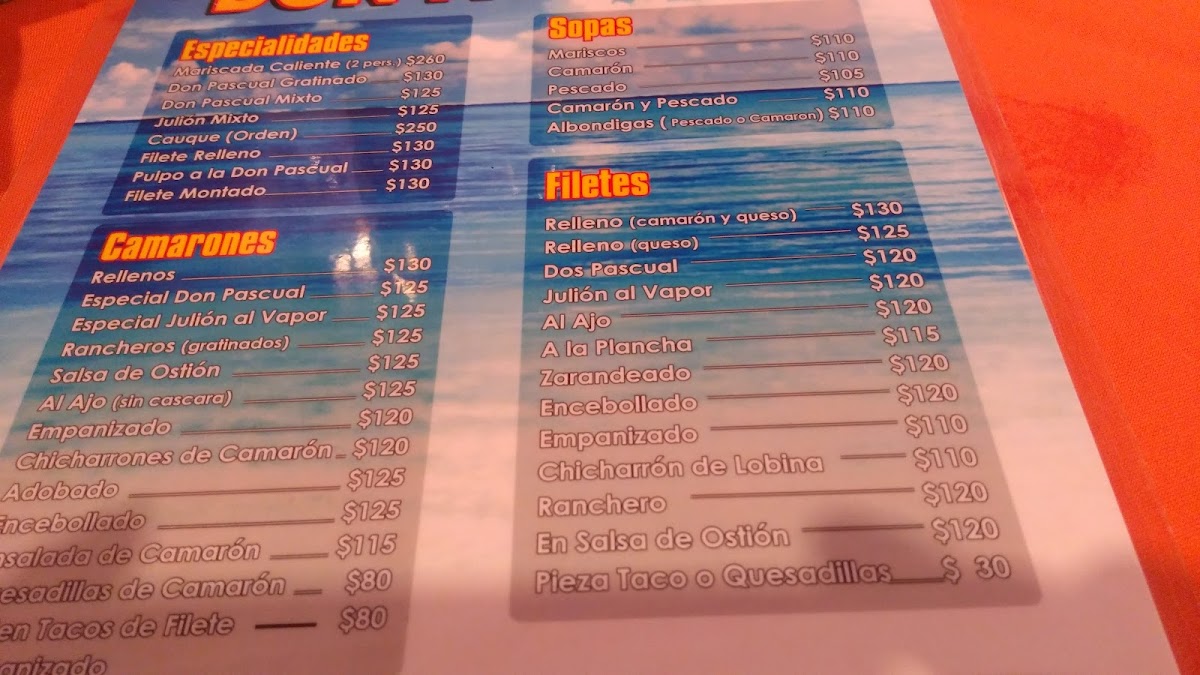 DON
Especialidades
Mariscada Caliente (2 pers.) $260
Don Pascual Gratinado $130
Don Pascual Mixto $125
Julión Mixto $125
Cauque (Orden) $250
Filete Relleno $130
Pulpo a la Don Pascual $130
Filete Montado $130
Camarones
Rellenos $130
Especial Don Pascual $125
Especial Julión al Vapor $125
Rancheros (gratinados) $125
Salsa de Ostión $125
Al Ajo (sin cascara) $125
Empanizado $120
Chicharrones de Camarón $120
Adobado $125
Encebollado $125
nsalada de Camarón $115
esadillas de Camarón $80
en Tacos de Filete $80
anizado
Sopas
Mariscos $110
Camarón $110
Pescado $105
Camarón y Pescado $110
Albondigas ( Pescado o Camaron) $110
Filetes
Relleno (camarón y queso) $130
Relleno (queso) $125
Dos Pascual $120
Julión al Vapor $120
Al Ajo $120
A la Plancha $115
Zarandeado $120
Encebollado $120
Empanizado $110
Chicharrón de Lobina $110
Ranchero $120
En Salsa de Ostión $120
Pieza Taco o Quesadillas $ 30